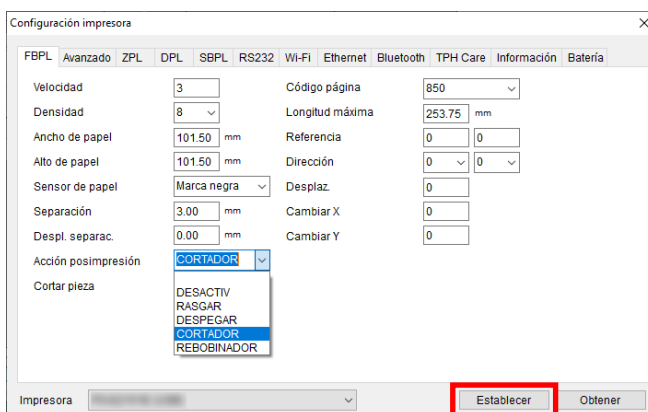 Configuración impresora
FBPL Avanzado ZPL DPL SBPL RS232 Wi-Fi Ethernet Bluetooth TPH Care Información Batería
Velocidad 3 Código página 850
Densidad 8 Longitud máxima 253.75 mm
Ancho de papel 101.50 mm Referencia 0 0
Alto de papel 101.50 mm Dirección 0 0
Sensor de papel Marca negra Desplaz. 0
Separación 3.00 mm Cambiar X 0
Despl. separac. 0.00 mm Cambiar Y 0
Acción posimpresión CORTADOR
Cortar pieza
DESACTIV
RASGAR
DESPEGAR
CORTADOR
REBOBINADOR
Impresora Establecer Obtener